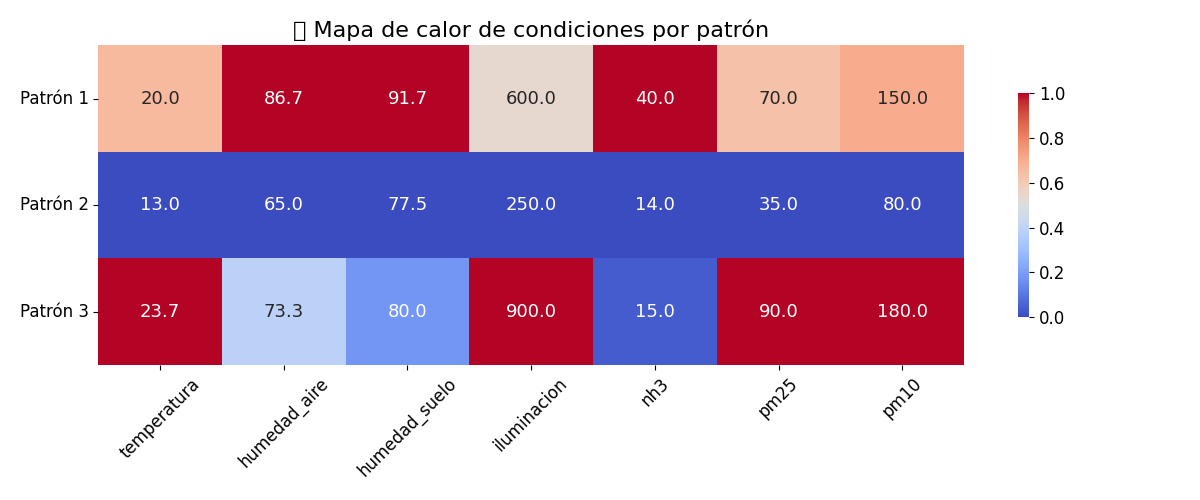 Mapa de calor de condiciones por patrón
Patrón 1 20.0 86.7 91.7 600.0 40.0 70.0 150.0
Patrón 2 13.0 65.0 77.5 250.0 14.0 35.0 80.0
Patrón 3 23.7 73.3 80.0 900.0 15.0 90.0 180.0
temperatura humedad_aire humedad_suelo iluminacion nh3 pm25 pm10
1.0
0.8
0.6
0.4
0.2
0.0